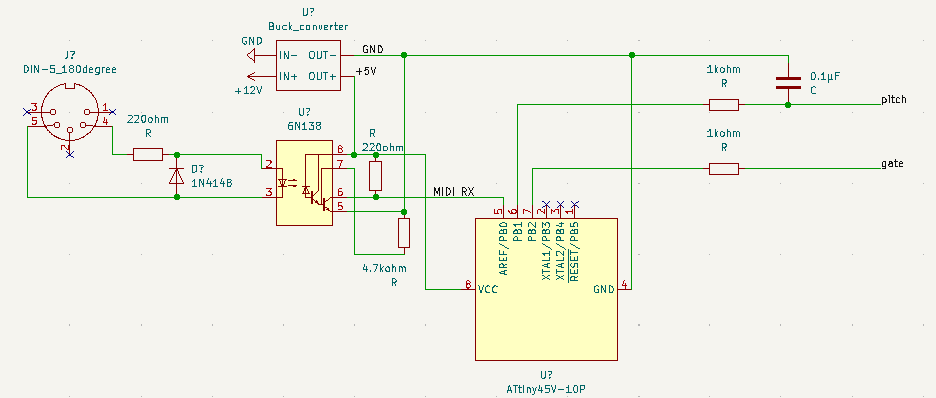 U?
Buck_converter
GND
IN-
OUT-
GND
IN+
OUT+
+5V
+12V
J?
DIN-5_180degree
3
1
5
4
2
220ohm
R
D?
1N4148
U?
6N138
2
3
8
7
6
5
R
220ohm
MIDI RX
4.7kohm
R
1kohm
R
0.1µF
C
pitch
1kohm
R
gate
5
6
7
2
3
1
AREF/PB0
PB1
PB2
XTAL1/PB3
XTAL2/PB4
RESET/PB5
8
VCC
GND
4
U?
ATtiny45V-10P